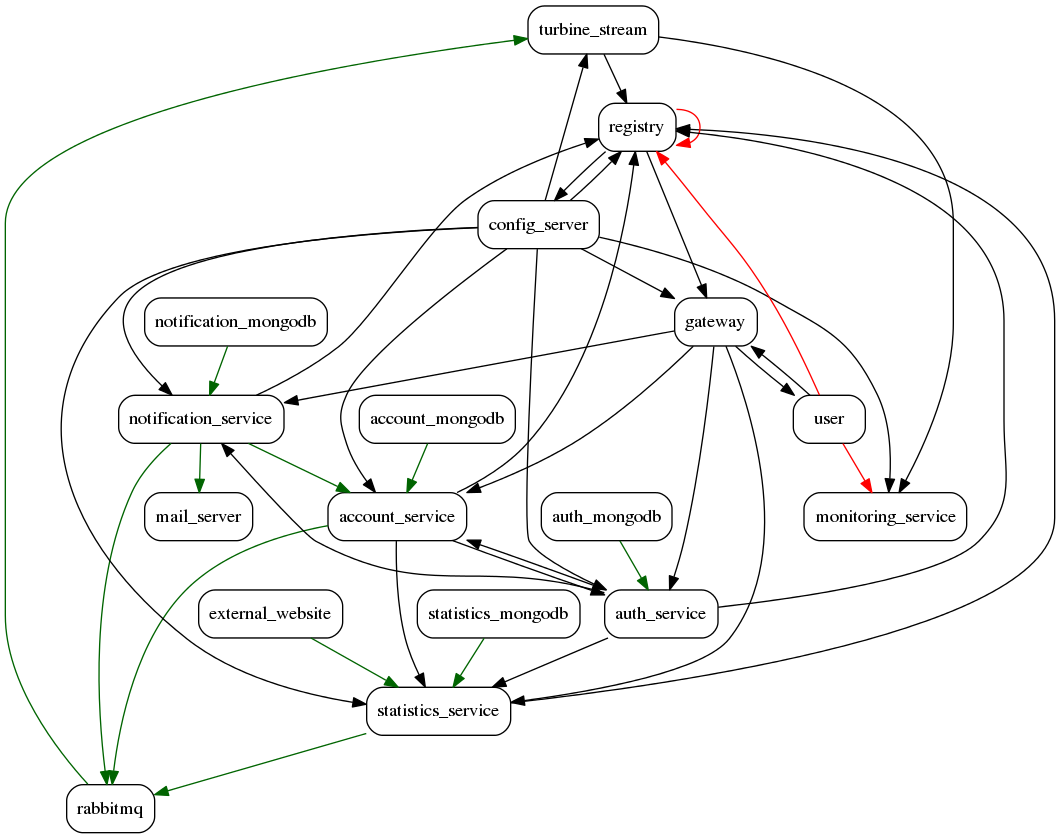 turbine_stream
registry
config_server
notification_mongodb
gateway
notification_service
account_mongodb
user
mail_server
account_service
auth_mongodb
monitoring_service
external_website
statistics_mongodb
auth_service
statistics_service
rabbitmq